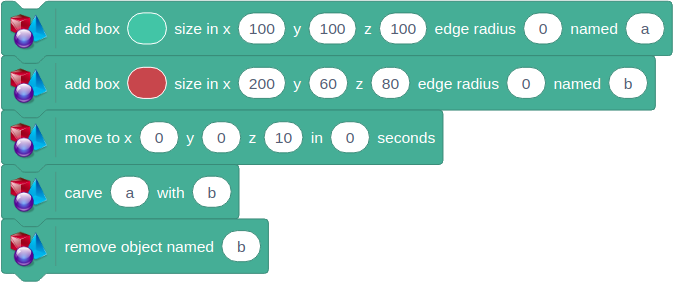 add box size in x 100 y 100 z 100 edge radius 0 named a
add box size in x 200 y 60 z 80 edge radius 0 named b
move to x 0 y 0 z 10 in 0 seconds
carve a with b
remove object named b